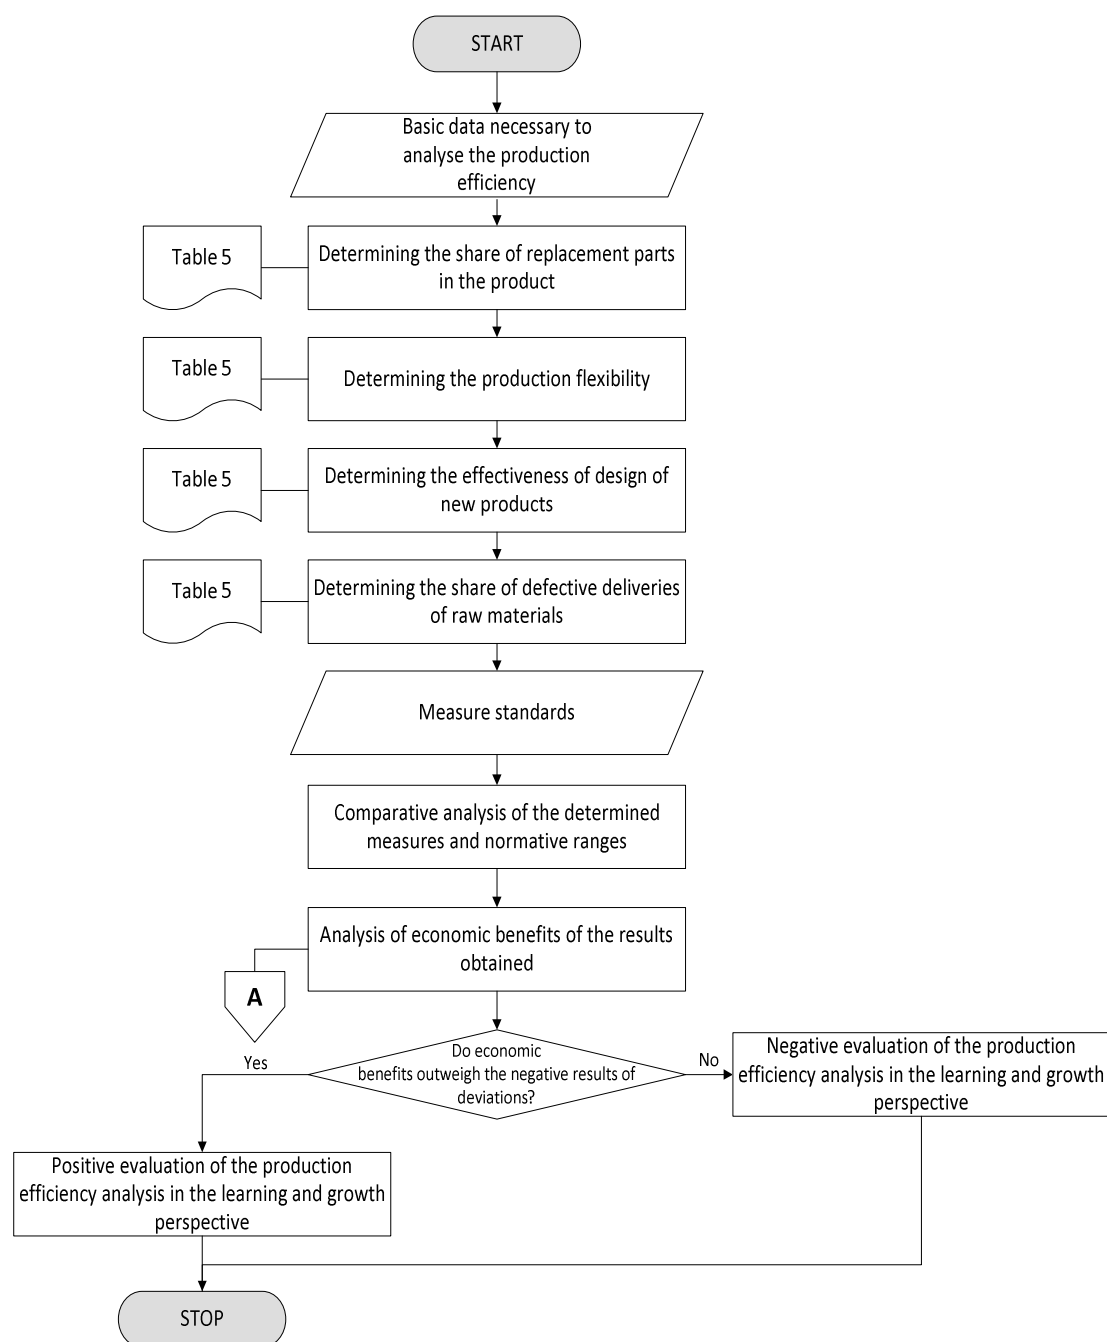 START
Basic data necessary to
analyse the production
efficiency
Table 5
Determining the share of replacement parts
in the product
Table 5
Determining the production flexibility
Table 5
Determining the effectiveness of design of
new products
Table 5
Determining the share of defective deliveries
of raw materials
Measure standards
Comparative analysis of the determined
measures and normative ranges
Analysis of economic benefits of the results
obtained
A
Do economic
benefits outweigh the negative results of
deviations?
Yes
No
Negative evaluation of the production
efficiency analysis in the learning and growth
perspective
Positive evaluation of the production
efficiency analysis in the learning and growth
perspective
STOP